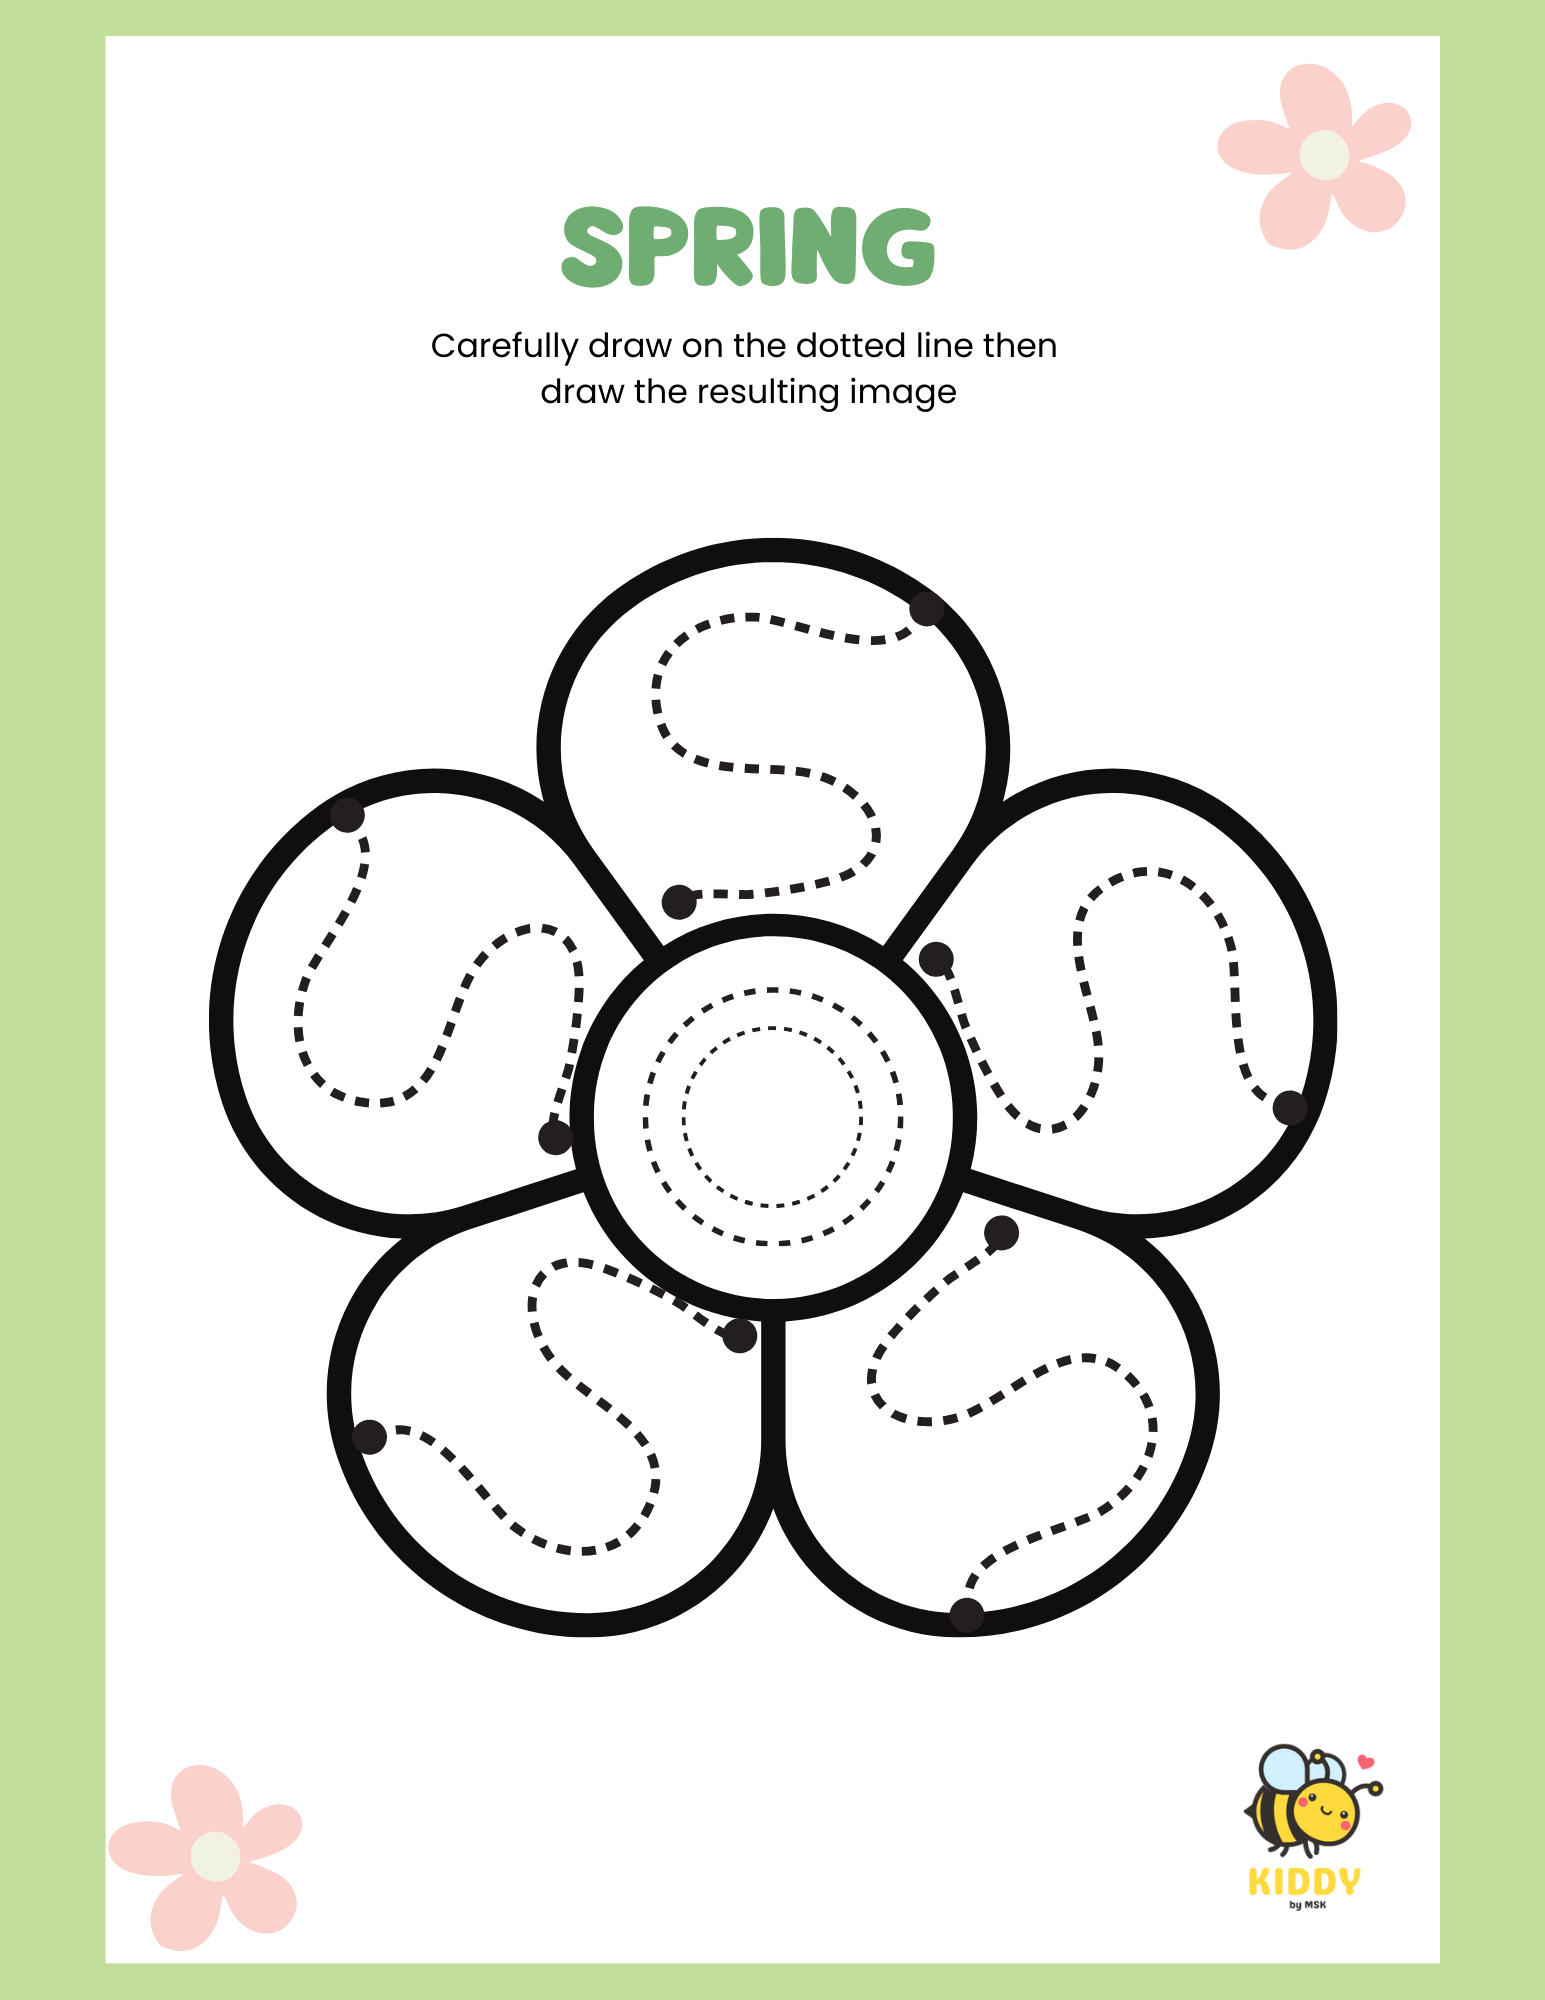 SPRING
Carefully draw on the dotted line then
draw the resulting image
KIDDY
by MSK